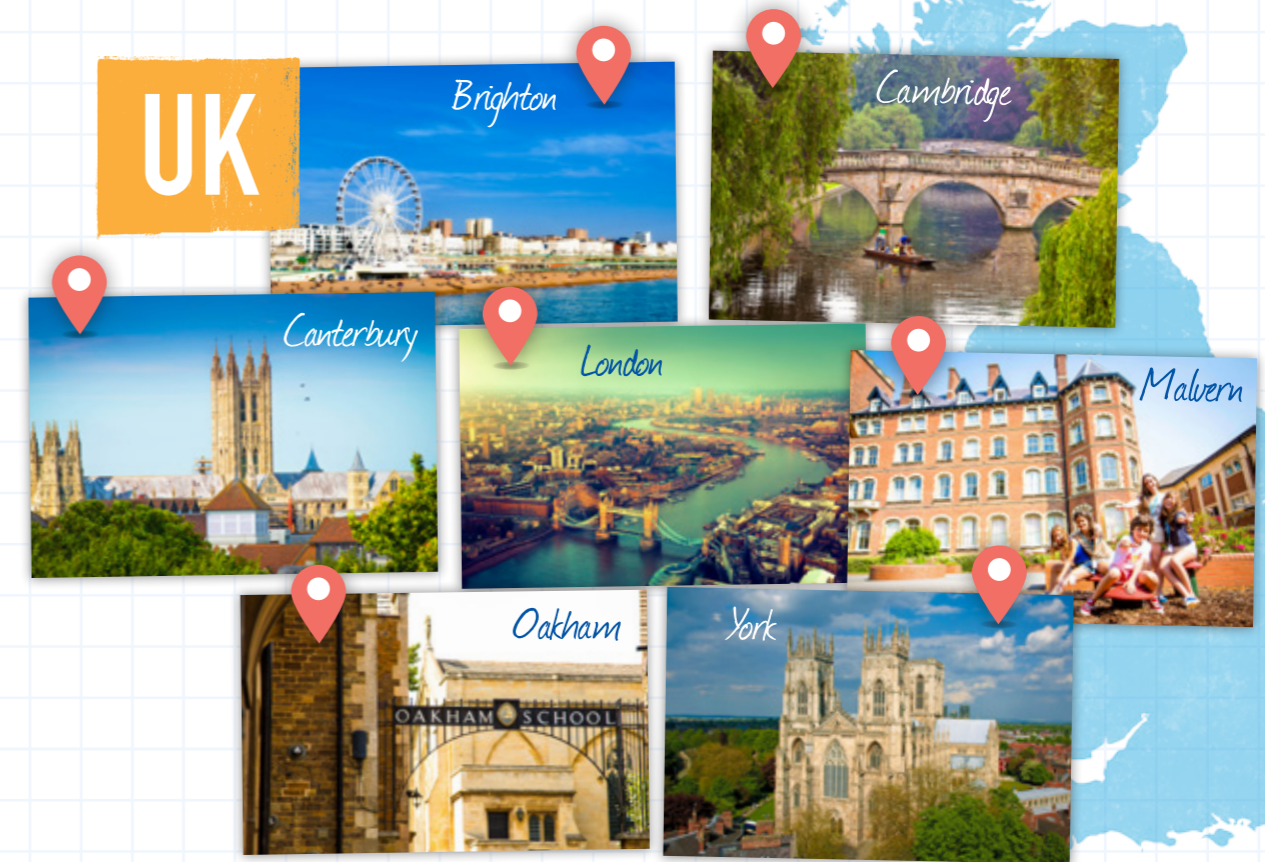 UK
Brighton
Cambridge
Canterbury
London
Malvern
Oakham
OAKHAM SCHOOL
York